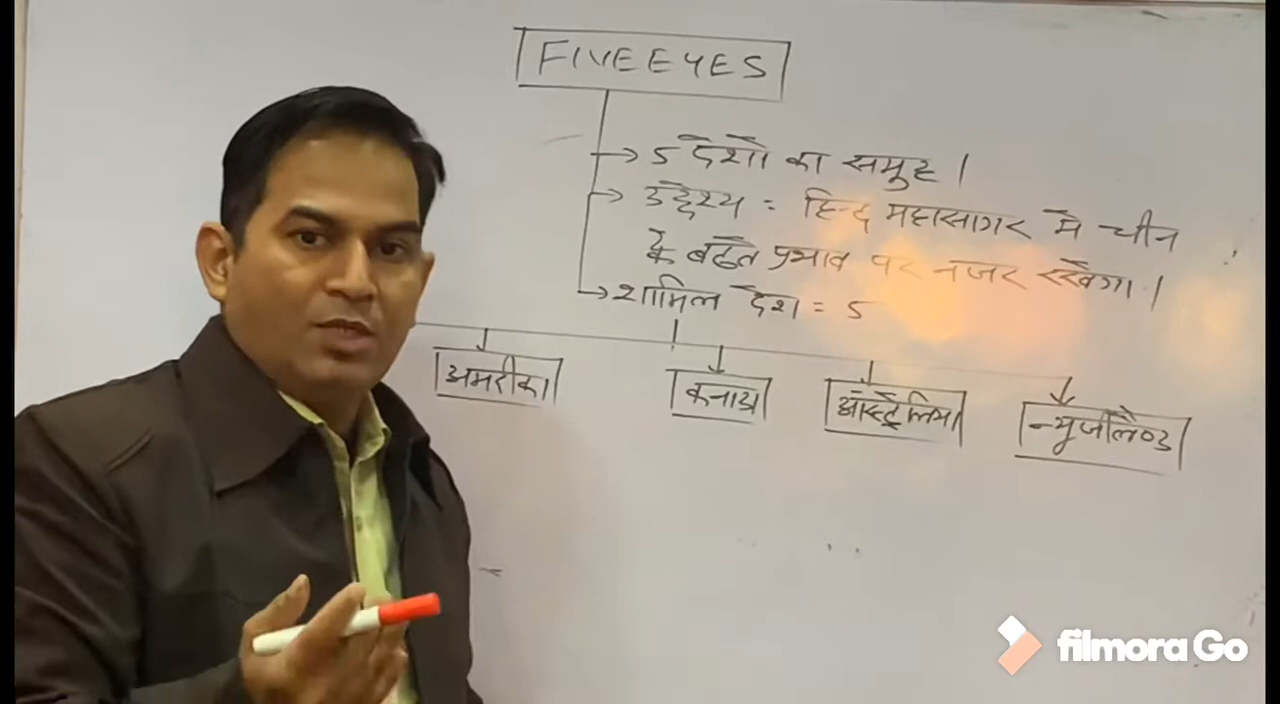 FIVE EYES
→ 5 देशों का समुह।
→ उद्देश्य = हिन्द महासागर में चीन
के बढ़ते प्रभाव पर नजर रखेगा।
→ शामिल देश = 5
अमरीका कनाडा ऑस्ट्रेलिया न्यूजीलैण्ड
filmora Go